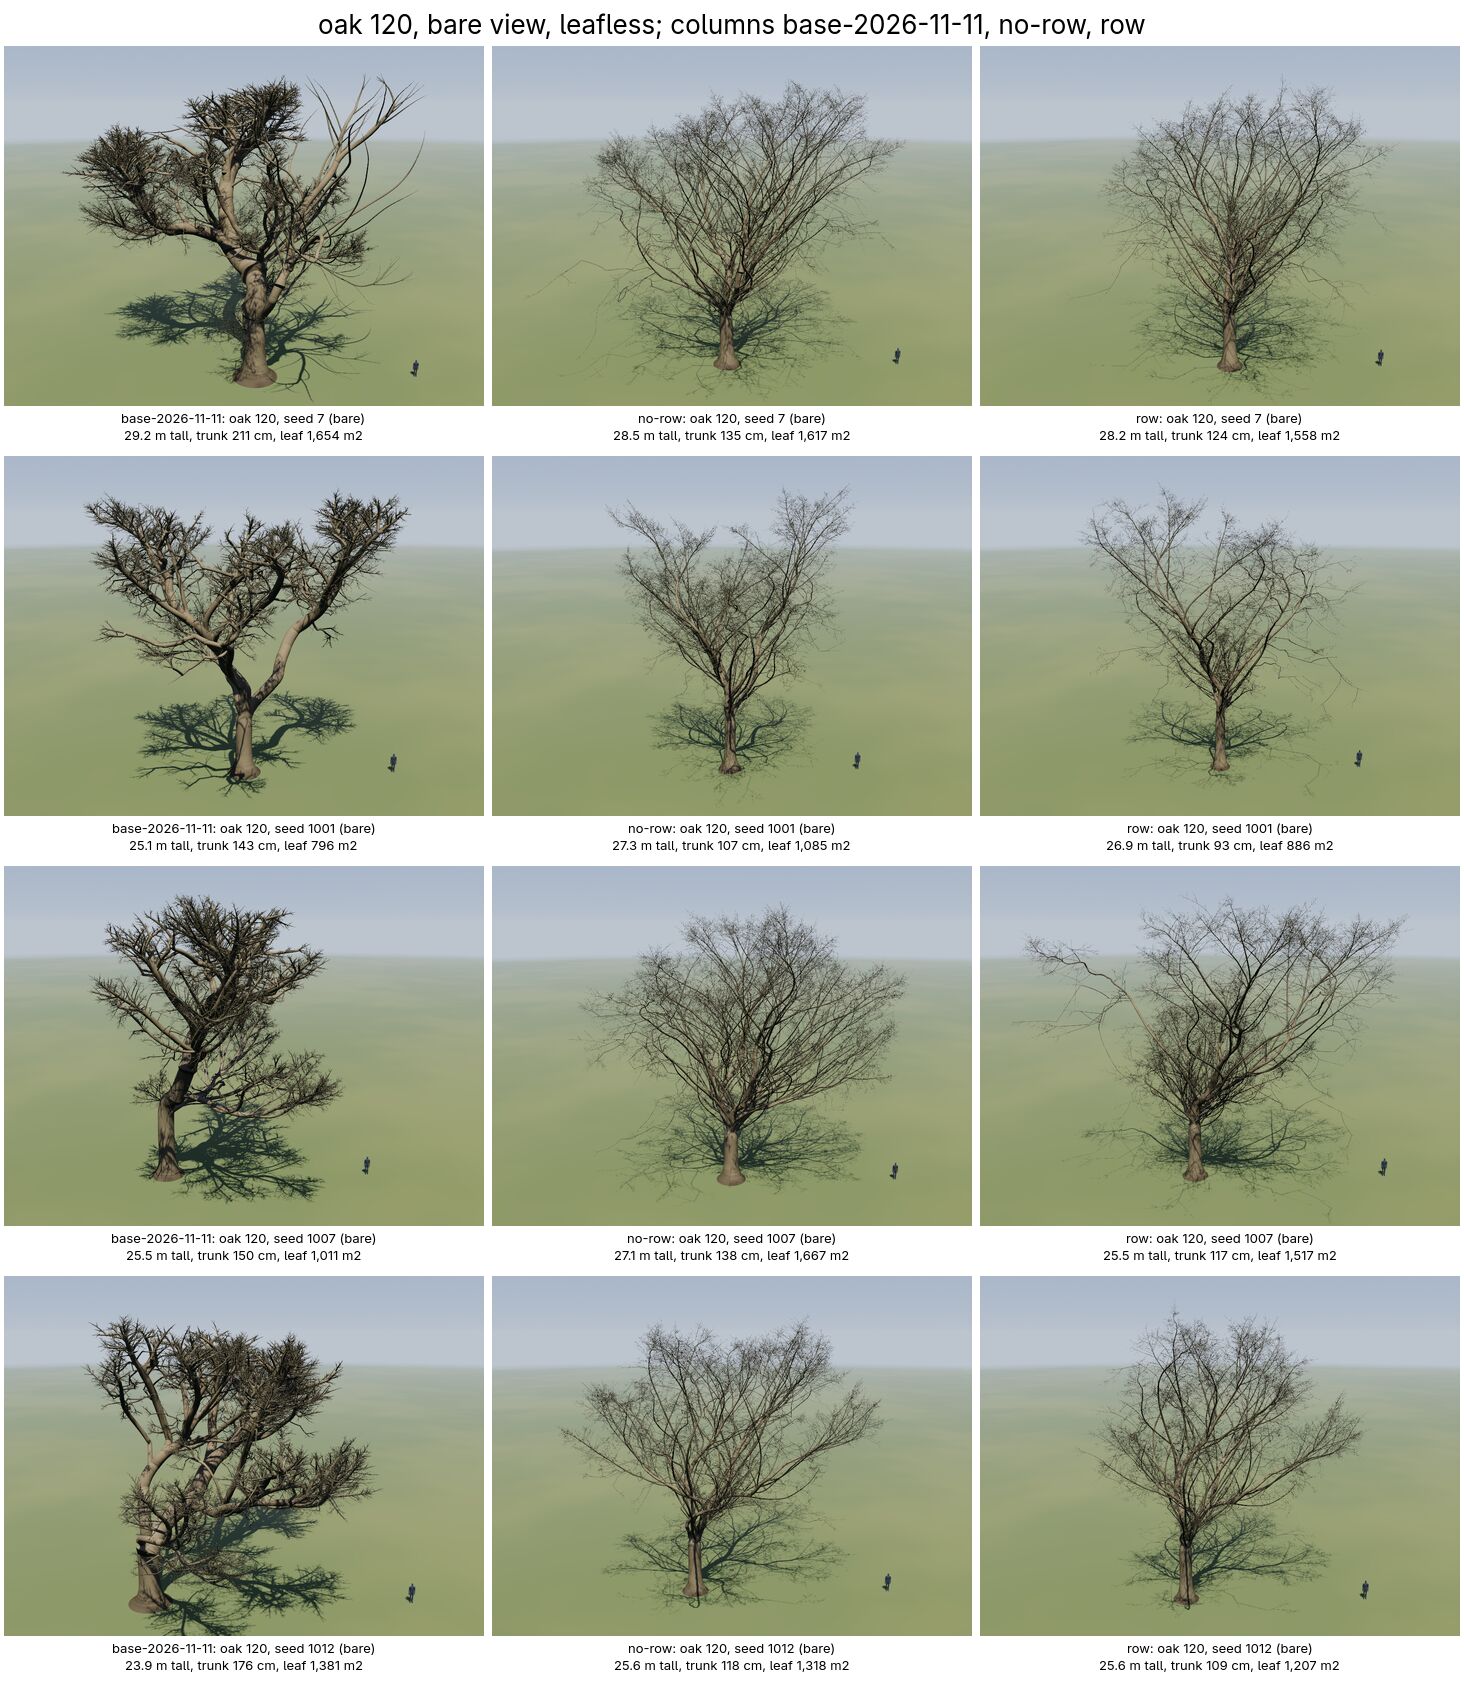 oak 120, bare view, leafless; columns base-2026-11-11, no-row, row
base-2026-11-11: oak 120, seed 7 (bare)
29.2 m tall, trunk 211 cm, leaf 1,654 m2
no-row: oak 120, seed 7 (bare)
28.5 m tall, trunk 135 cm, leaf 1,617 m2
row: oak 120, seed 7 (bare)
28.2 m tall, trunk 124 cm, leaf 1,558 m2
base-2026-11-11: oak 120, seed 1001 (bare)
25.1 m tall, trunk 143 cm, leaf 796 m2
no-row: oak 120, seed 1001 (bare)
27.3 m tall, trunk 107 cm, leaf 1,085 m2
row: oak 120, seed 1001 (bare)
26.9 m tall, trunk 93 cm, leaf 886 m2
base-2026-11-11: oak 120, seed 1007 (bare)
25.5 m tall, trunk 150 cm, leaf 1,011 m2
no-row: oak 120, seed 1007 (bare)
27.1 m tall, trunk 138 cm, leaf 1,667 m2
row: oak 120, seed 1007 (bare)
25.5 m tall, trunk 117 cm, leaf 1,517 m2
base-2026-11-11: oak 120, seed 1012 (bare)
23.9 m tall, trunk 176 cm, leaf 1,381 m2
no-row: oak 120, seed 1012 (bare)
25.6 m tall, trunk 118 cm, leaf 1,318 m2
row: oak 120, seed 1012 (bare)
25.6 m tall, trunk 109 cm, leaf 1,207 m2